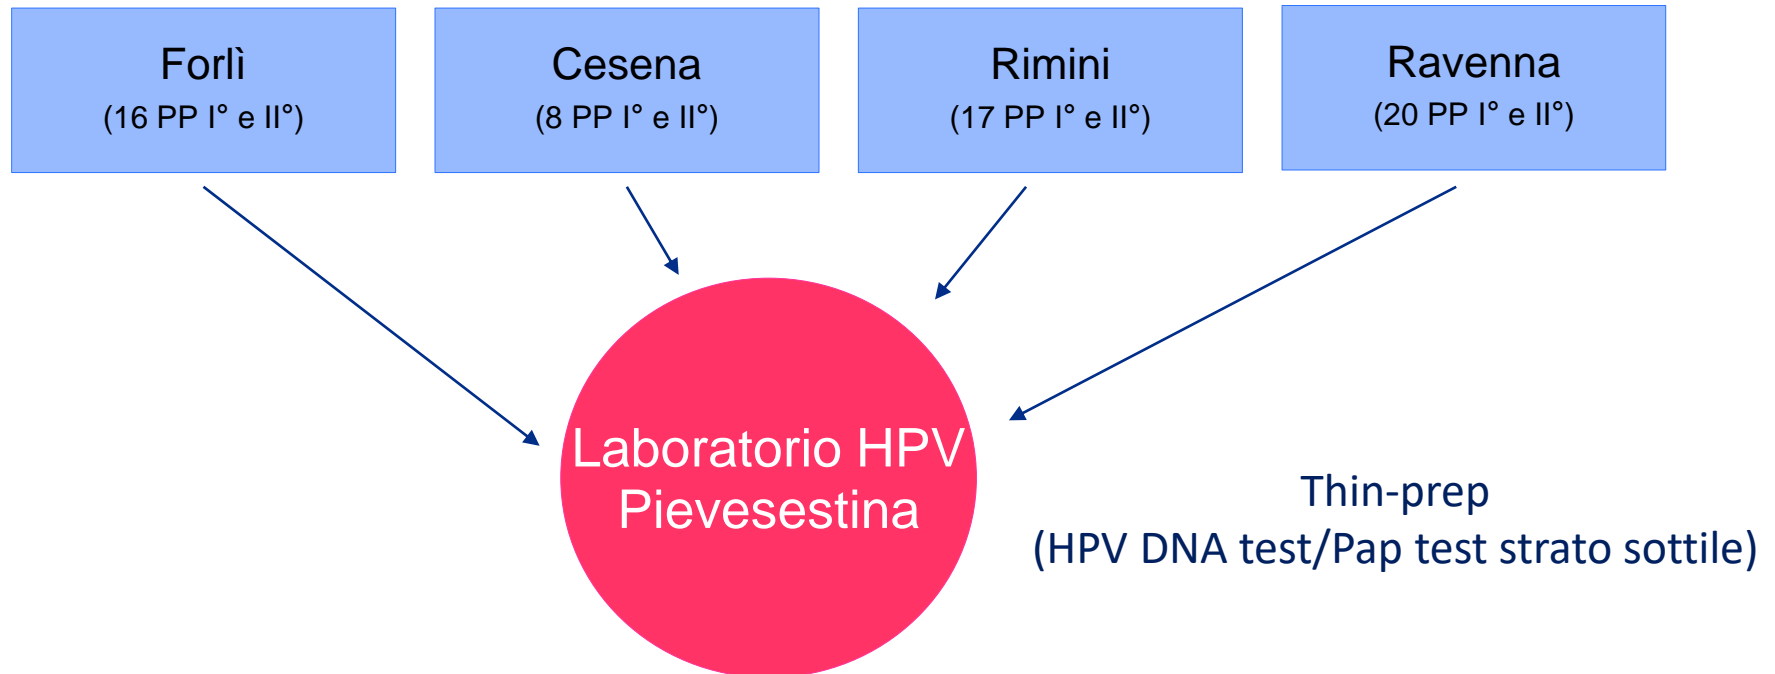 Forlì
(16 PP I° e II°)
Cesena
(8 PP I° e II°)
Rimini
(17 PP I° e II°)
Ravenna
(20 PP I° e II°)
Laboratorio HPV
Pievesestina
Thin-prep
(HPV DNA test/Pap test strato sottile)